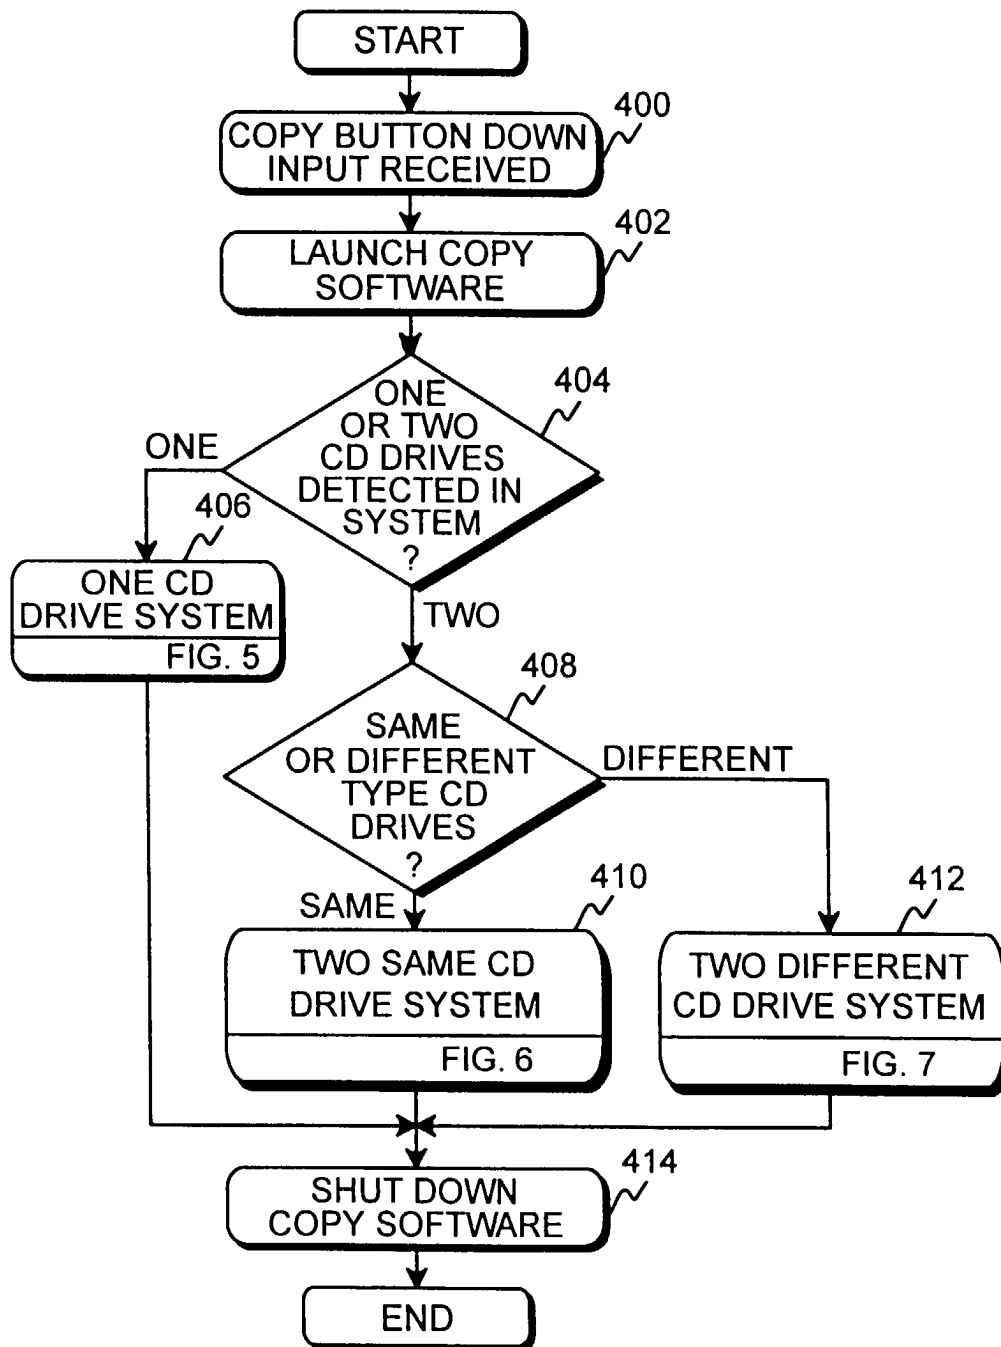 START
400
COPY BUTTON DOWN
INPUT RECEIVED
402
LAUNCH COPY
SOFTWARE
404
ONE
OR TWO
CD DRIVES
DETECTED IN
SYSTEM
?
ONE
406
ONE CD
DRIVE SYSTEM
FIG. 5
TWO
408
SAME
OR DIFFERENT
TYPE CD
DRIVES
?
DIFFERENT
SAME
410
TWO SAME CD
DRIVE SYSTEM
FIG. 6
412
TWO DIFFERENT
CD DRIVE SYSTEM
FIG. 7
414
SHUT DOWN
COPY SOFTWARE
END